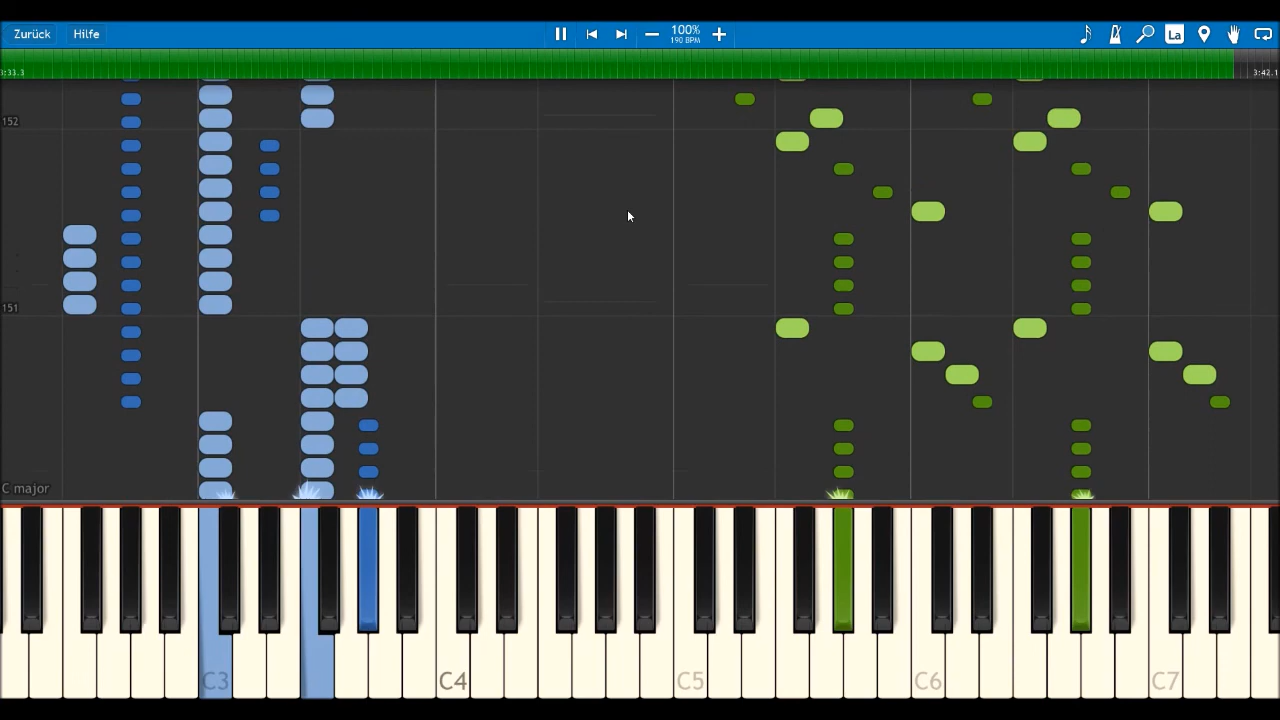 Zurück Hilfe 100% La
190 BPM
3:33.3 3:42.1
152
151
C major
C3 C4 C5 C6 C7